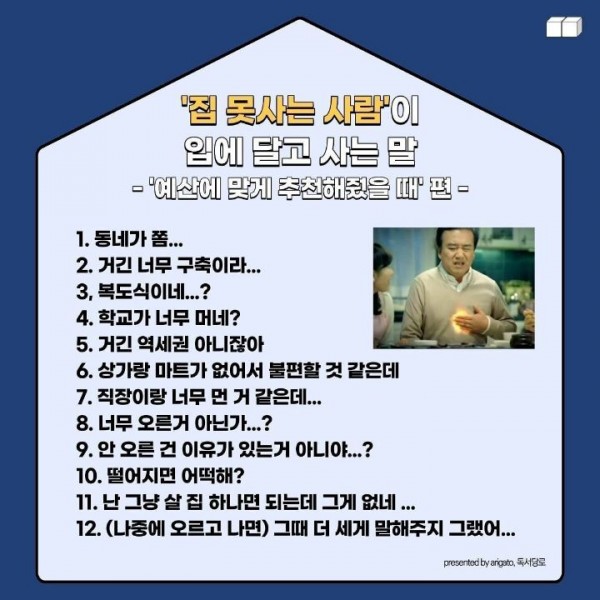 '집 못사는 사람'이
입에 달고 사는 말
- '예산에 맞게 추천해줬을 때' 편 -
1. 동네가 쫌...
2. 거긴 너무 구축이라...
3, 복도식이네...?
4. 학교가 너무 머네?
5. 거긴 역세권 아니잖아
6. 상가랑 마트가 없어서 불편할 것 같은데
7. 직장이랑 너무 먼 거 같은데...
8. 너무 오른거 아닌가...?
9. 안 오른 건 이유가 있는거 아니야...?
10. 떨어지면 어떡해?
11. 난 그냥 살 집 하나면 되는데 그게 없네 ...
12. (나중에 오르고 나면) 그때 더 세게 말해주지 그랬어...
presented by arigato, 독서당로